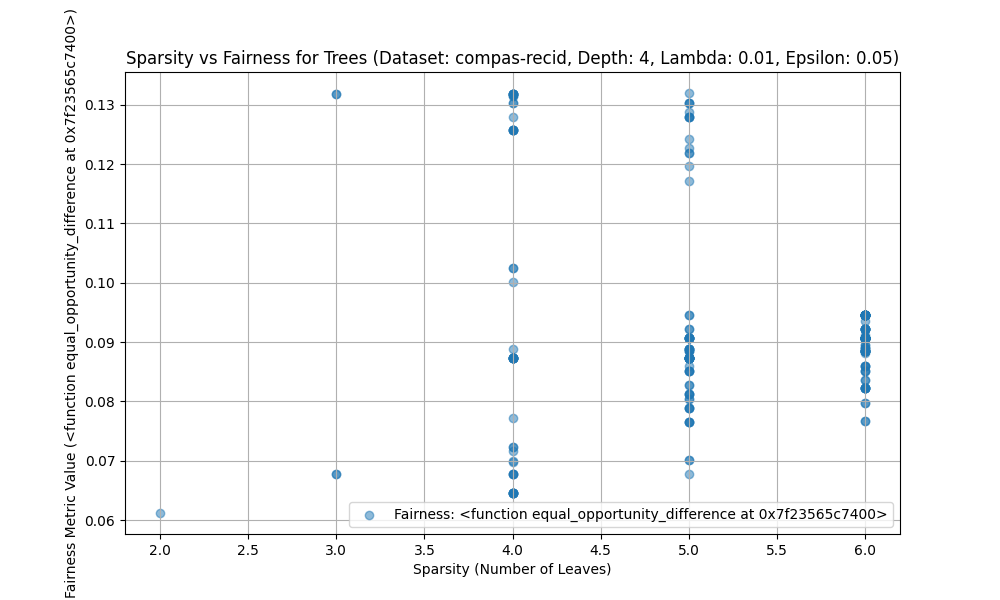 Sparsity vs Fairness for Trees (Dataset: compas-recid, Depth: 4, Lambda: 0.01, Epsilon: 0.05)
Fairness Metric Value (<function equal_opportunity_difference at 0x7f23565c7400>)
0.13
0.12
0.11
0.10
0.09
0.08
0.07
0.06
Fairness: <function equal_opportunity_difference at 0x7f23565c7400>
2.0 2.5 3.0 3.5 4.0 4.5 5.0 5.5 6.0
Sparsity (Number of Leaves)